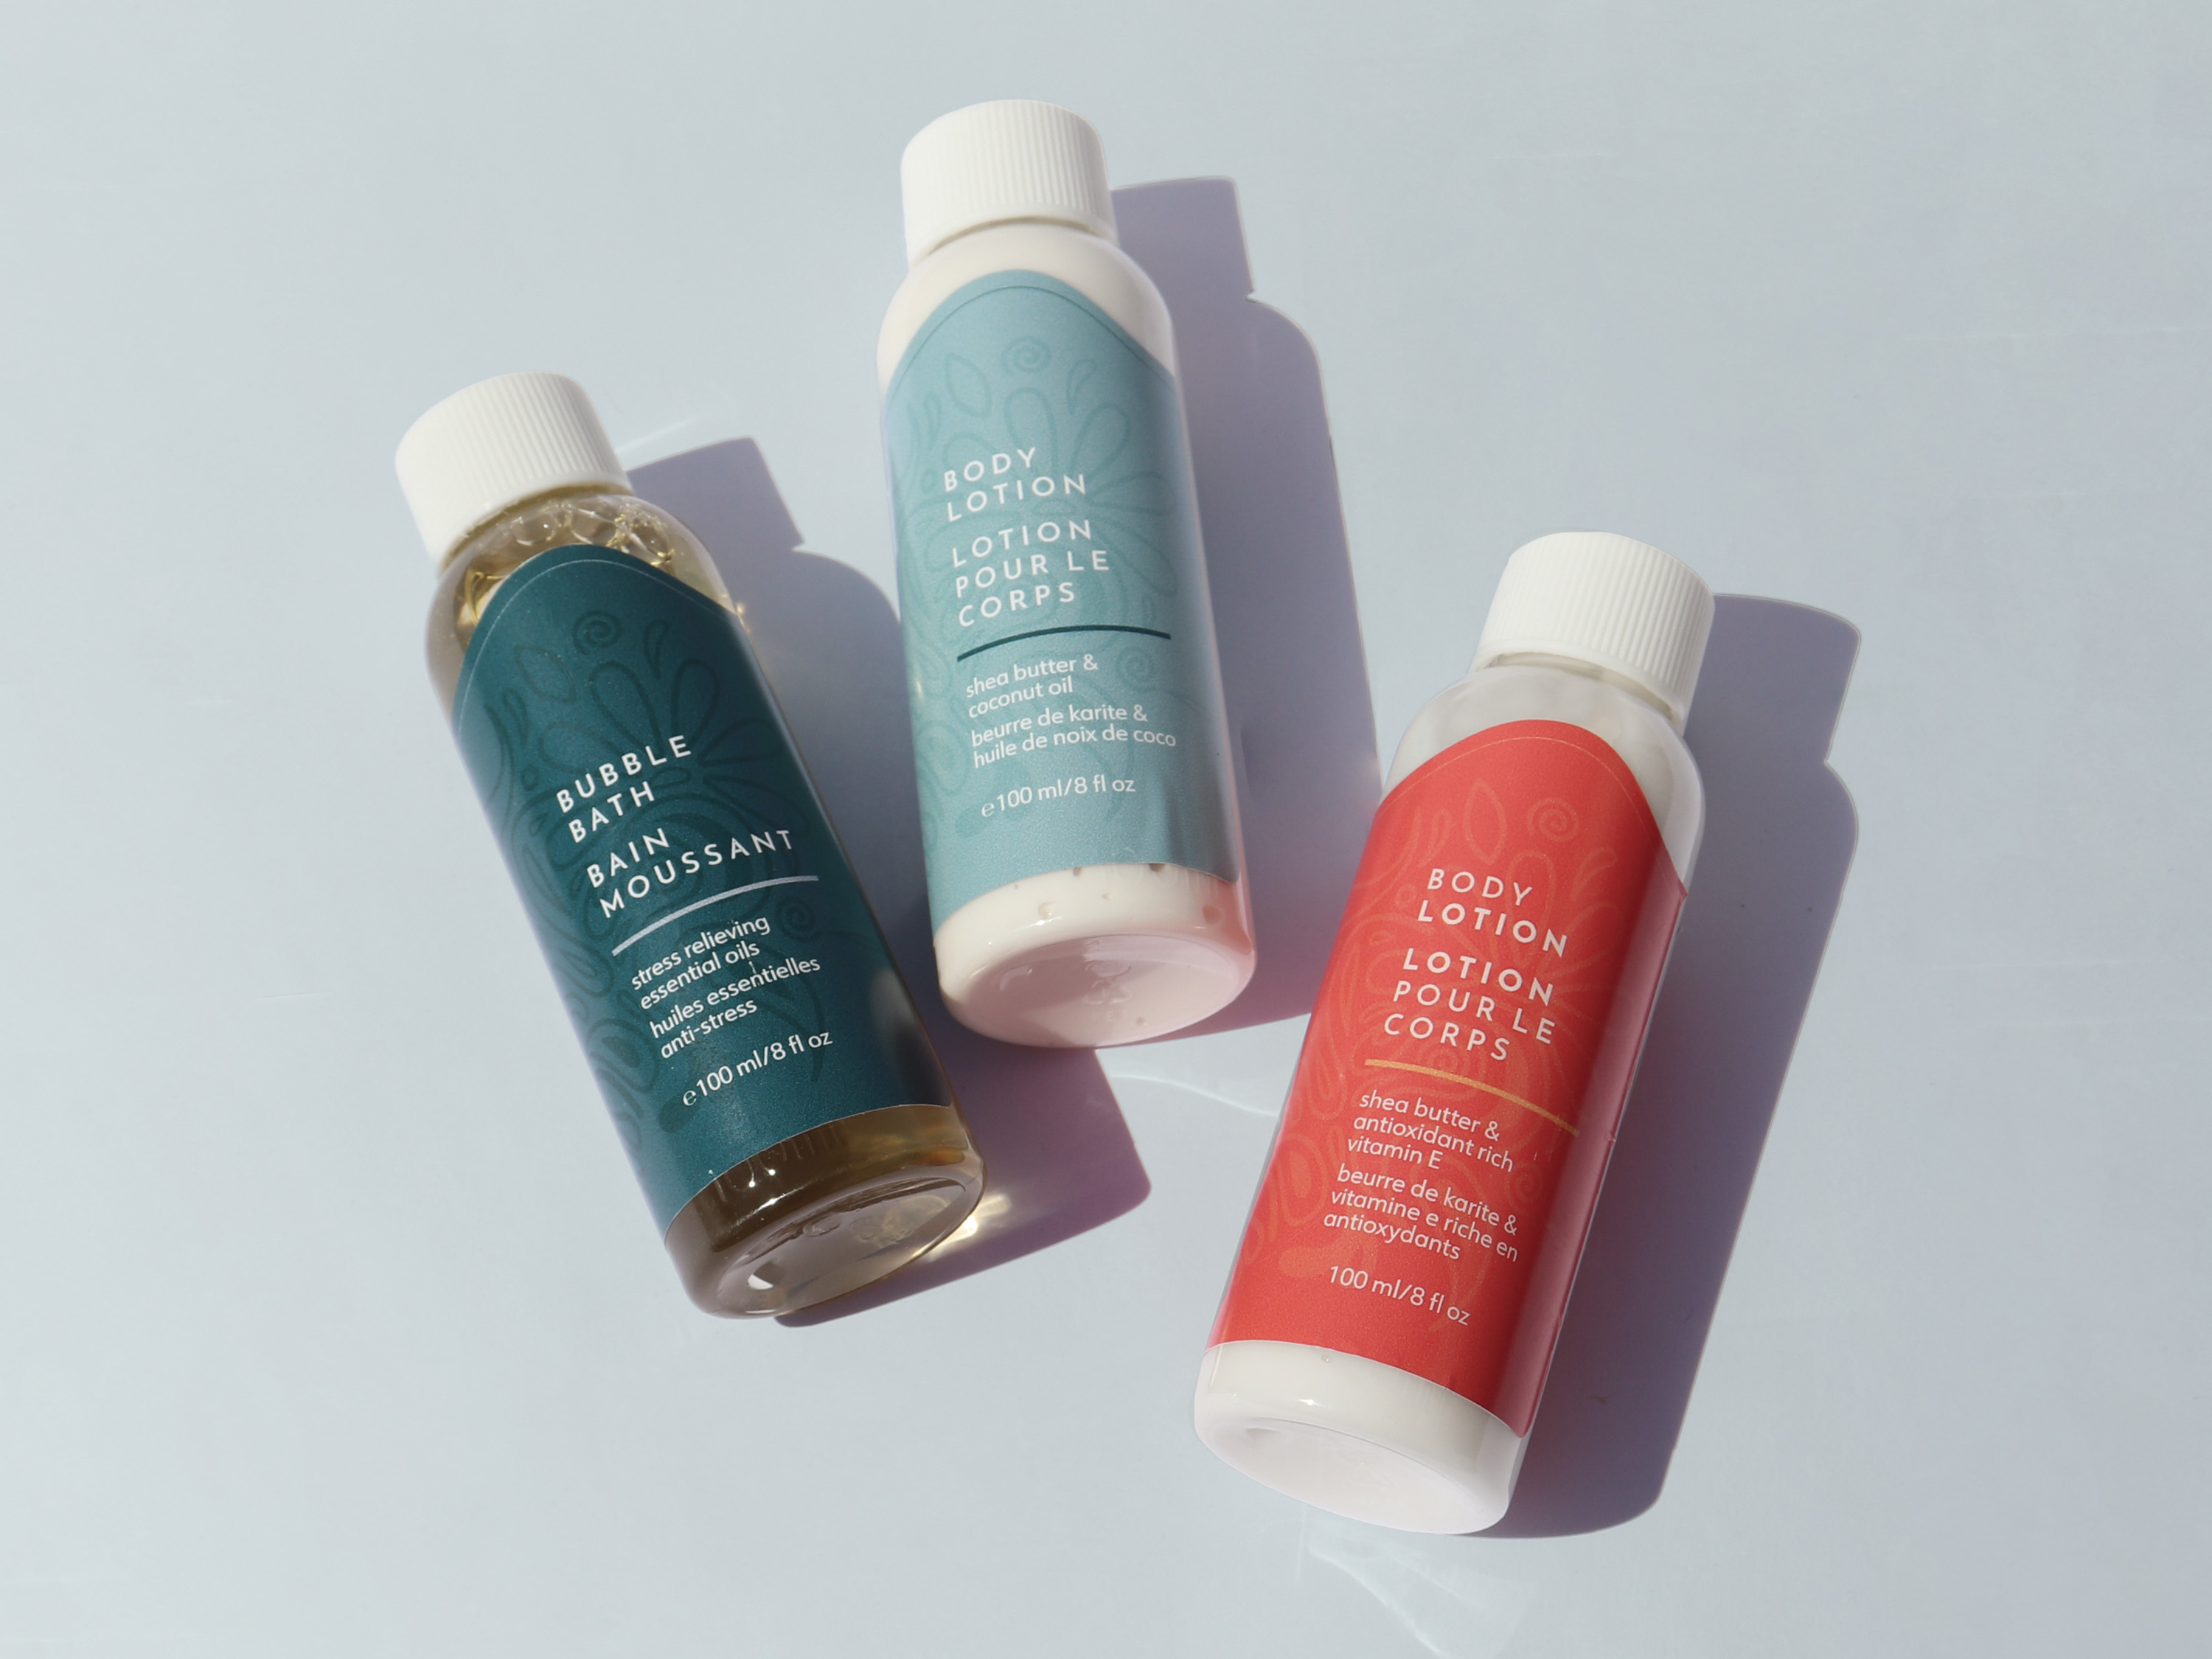 BUBBLE
BATH
BAIN
MOUSSANT
stress relieving
essential oils
huiles essentielles
anti-stress
℮100 ml/8 fl oz
BODY
LOTION
LOTION
POUR LE
CORPS
shea butter &
coconut oil
beurre de karite &
huile de noix de coco
℮100 ml/8 fl oz
BODY
LOTION
LOTION
POUR LE
CORPS
shea butter &
antioxidant rich
vitamin E
beurre de karite &
vitamine e riche en
antioxydants
100 ml/8 fl oz